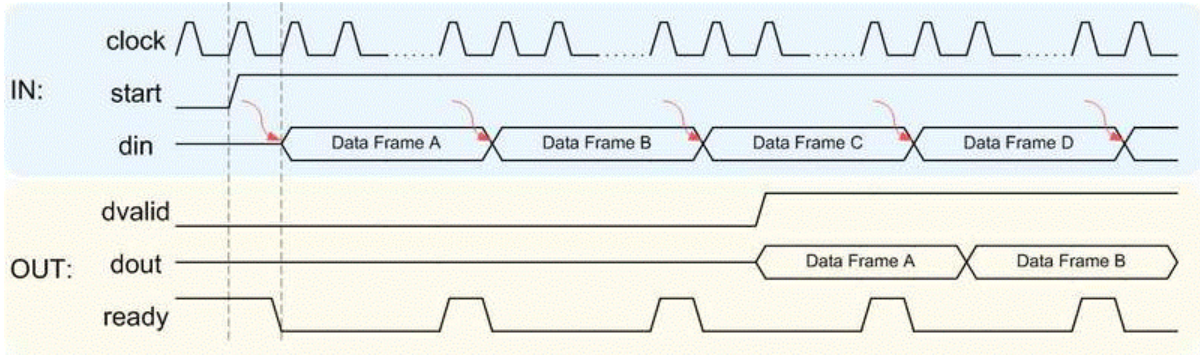 clock
IN:
start
din
Data Frame A
Data Frame B
Data Frame C
Data Frame D
dvalid
OUT:
dout
Data Frame A
Data Frame B
ready